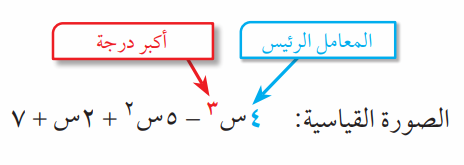 المعامل الرئيس
أكبر درجة
الصورة القياسية: ٤س٣ − ٥س٢ + ٢س + ٧